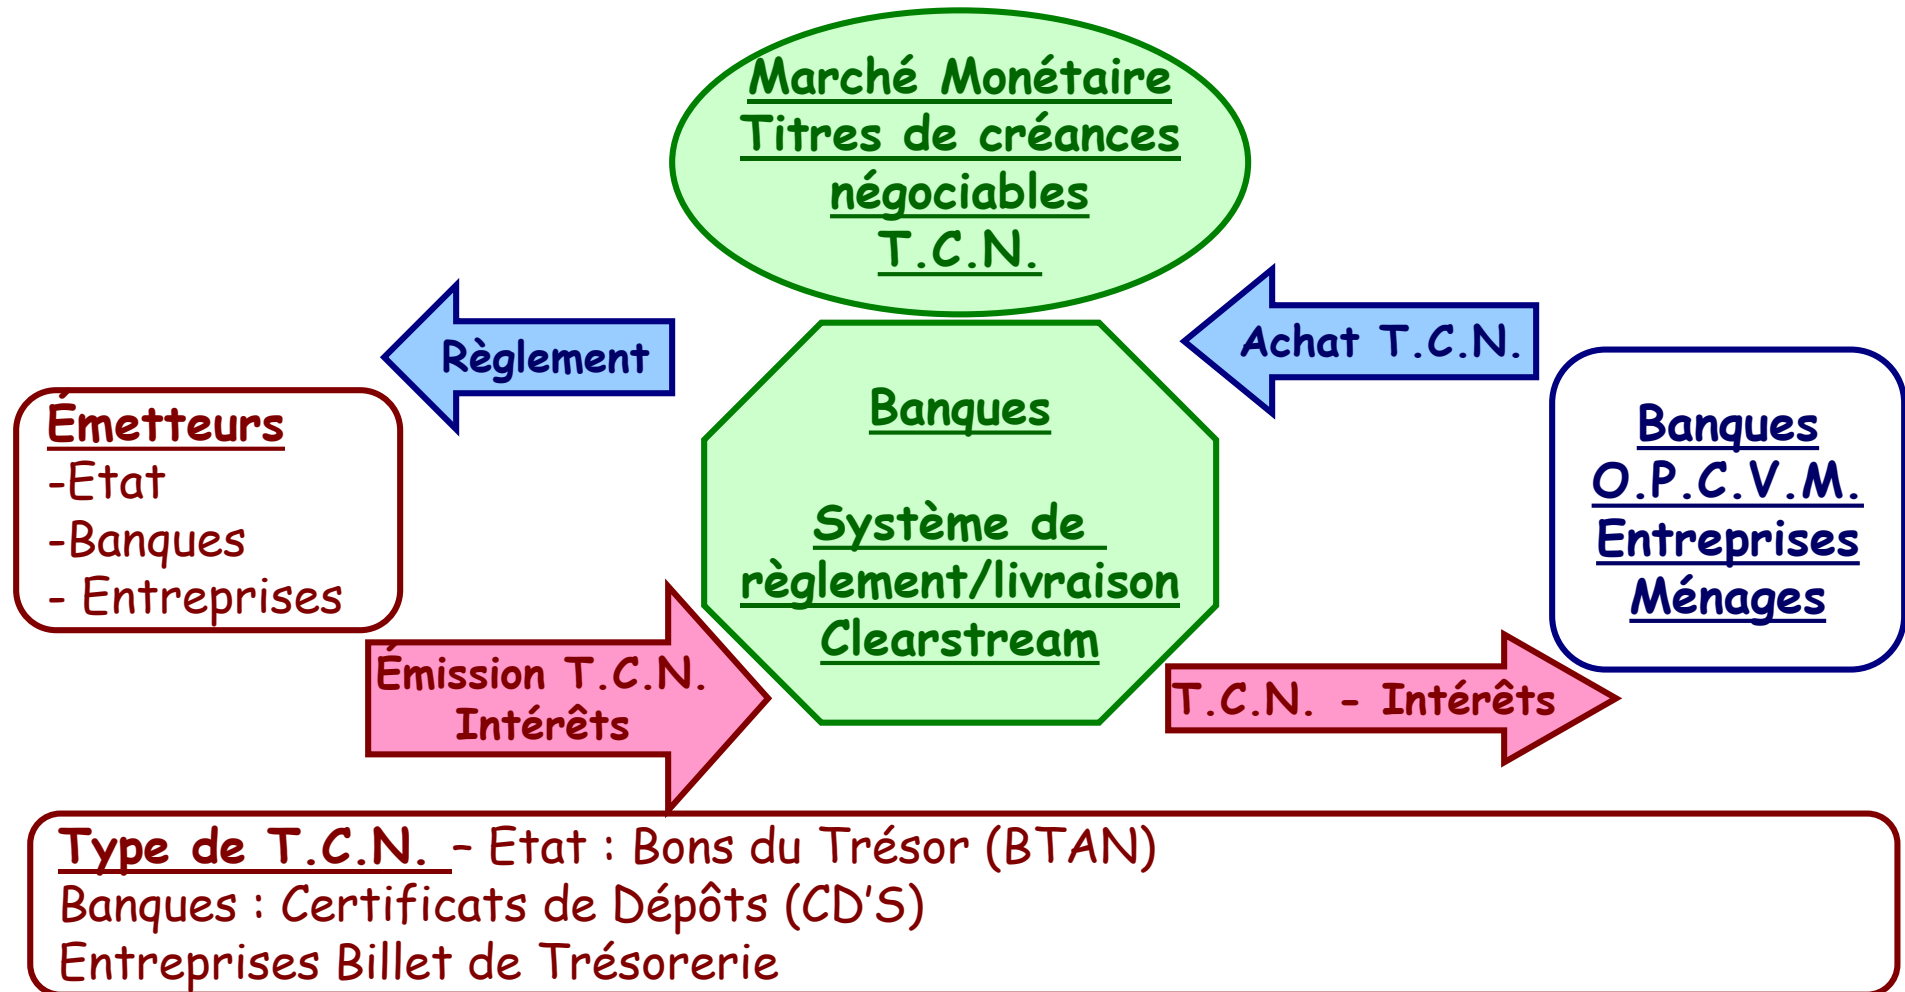 Marché Monétaire
Titres de créances
négociables
T.C.N.
Règlement
Achat T.C.N.
Émetteurs
-Etat
-Banques
- Entreprises
Banques
Système de
règlement/livraison
Clearstream
Banques
O.P.C.V.M.
Entreprises
Ménages
Émission T.C.N.
Intérêts
T.C.N. - Intérêts
Type de T.C.N. - Etat : Bons du Trésor (BTAN)
Banques : Certificats de Dépôts (CD'S)
Entreprises Billet de Trésorerie